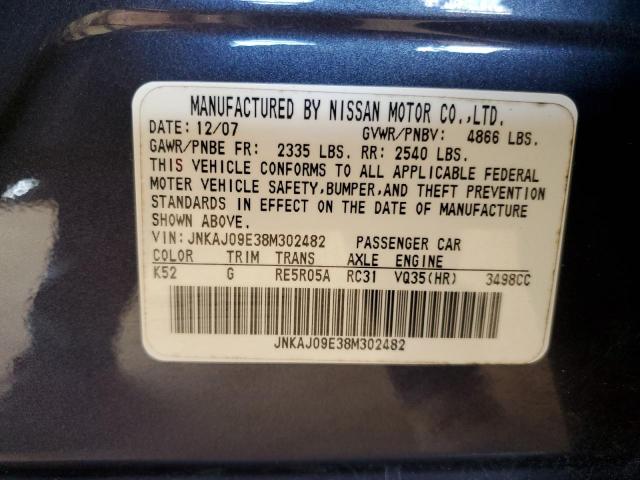 MANUFACTURED BY NISSAN MOTOR CO.,LTD.
DATE: 12/07 GVWR/PNBV: 4866 LBS.
GAWR/PNBE FR: 2335 LBS. RR: 2540 LBS.
THIS VEHICLE CONFORMS TO ALL APPLICABLE FEDERAL
MOTER VEHICLE SAFETY,BUMPER,AND THEFT PREVENTION
STANDARDS IN EFFECT ON THE DATE OF MANUFACTURE
SHOWN ABOVE.
VIN: JNKAJ09E38M302482 PASSENGER CAR
COLOR TRIM TRANS AXLE ENGINE
K52 G RE5R05A RC31 VQ35(HR) 3498CC
JNKAJ09E38M302482